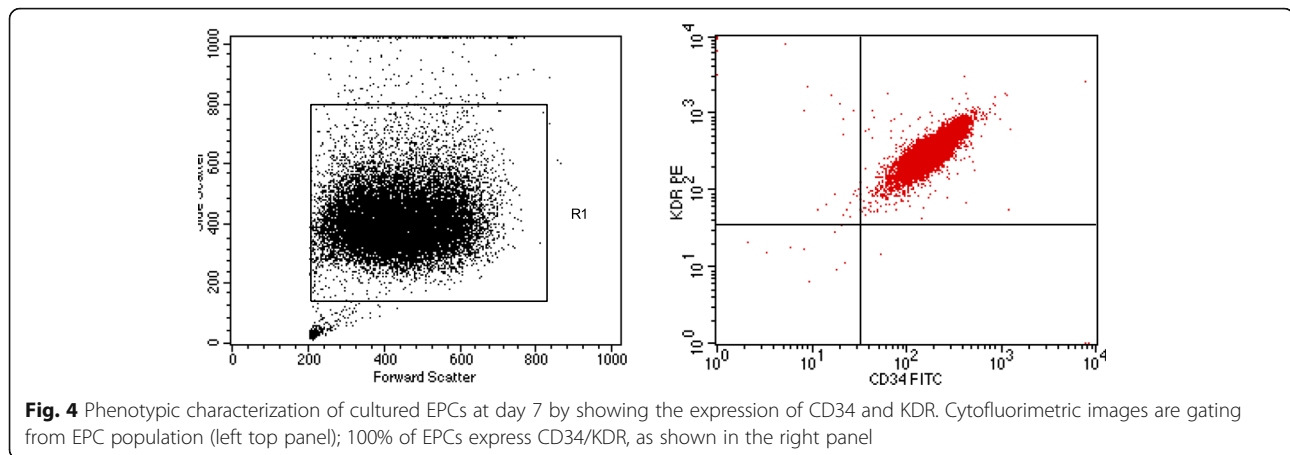 1000
800
600
400
200
0
R1
0 200 400 600 800 1000
Forward Scatter
KDR PE
10^4
10^3
10^2
10^1
10^0
10^0 10^1 10^2 10^3 10^4
CD34 FITC
Fig. 4 Phenotypic characterization of cultured EPCs at day 7 by showing the expression of CD34 and KDR. Cytofluorimetric images are gating
from EPC population (left top panel); 100% of EPCs express CD34/KDR, as shown in the right panel